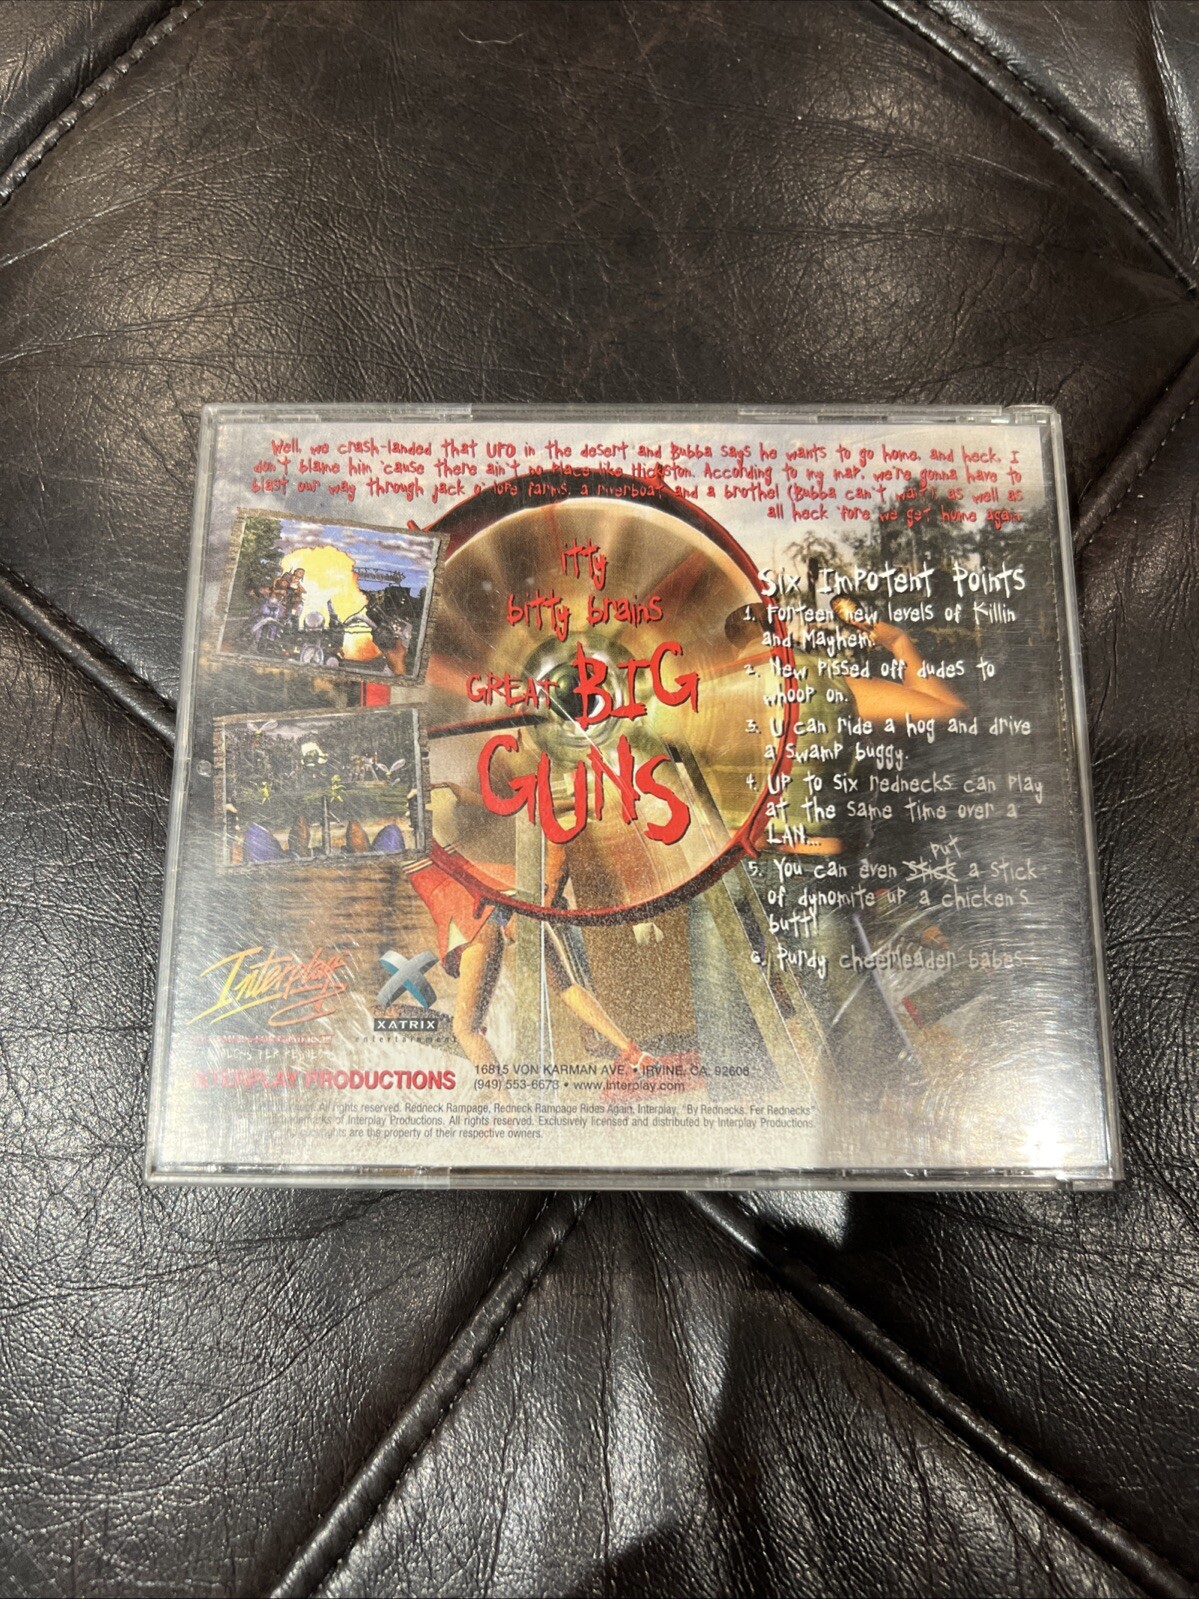 Well, we crash-landed that UFO in the desert and Bubba says he wants to go home, and heck, I
don't blame him 'cause there ain't no place like Hickston. According to my map, we're gonna have to
blast our way through jack o' lope farms, a riverboat and a brothel (Bubba can't wait) as well as
all heck 'fore we get home again.
itty
bitty brains
GREAT BIG
GUNS
Six Impotent Points
1. Forteen new levels of Killin
and Mayhem.
2. New Pissed off dudes to
whoop on.
3. U can ride a hog and drive
a swamp buggy.
4. Up to six rednecks can play
at the same time over a
LAN...
put
5. You can even stick a stick
of dynomite up a chicken's
butt!
6. Purdy cheerleader babes
Interplay
XATRIX
entertainment
INTERPLAY PRODUCTIONS
16815 VON KARMAN AVE. • IRVINE, CA. 92606
(949) 553-6678 • www.interplay.com
All rights reserved. Redneck Rampage, Redneck Rampage Rides Again, Interplay, "By Rednecks. For Rednecks"
trademarks of Interplay Productions. All rights reserved. Exclusively licensed and distributed by Interplay Productions.
are the property of their respective owners.